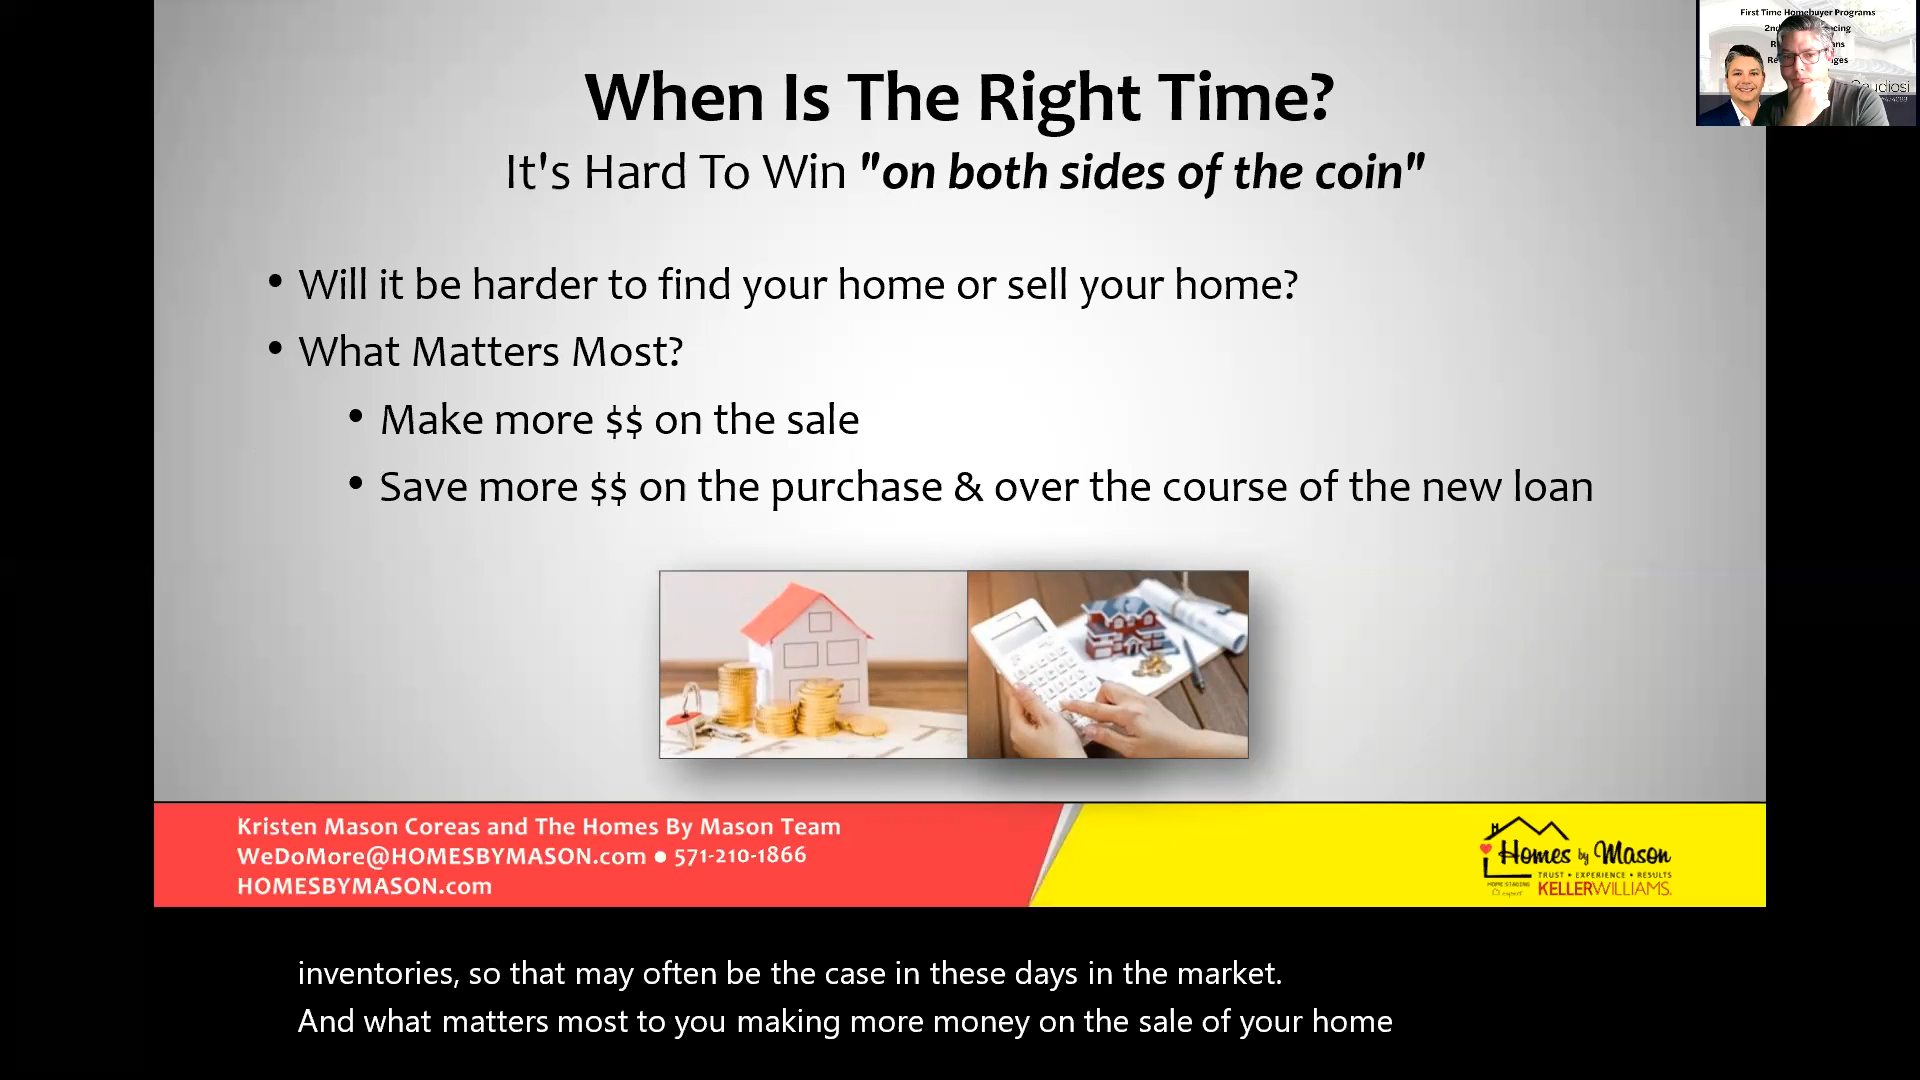 When Is The Right Time?
It's Hard To Win "on both sides of the coin"
• Will it be harder to find your home or sell your home?
• What Matters Most?
• Make more $$ on the sale
• Save more $$ on the purchase & over the course of the new loan
Kristen Mason Coreas and The Homes By Mason Team
WeDoMore@HOMESBYMASON.com ● 571-210-1866
HOMESBYMASON.com
Homes by Mason
TRUST • EXPERIENCE • RESULTS
HOME STAGING
KELLERWILLIAMS.
First Time Homebuyer Programs
inventories, so that may often be the case in these days in the market.
And what matters most to you making more money on the sale of your home